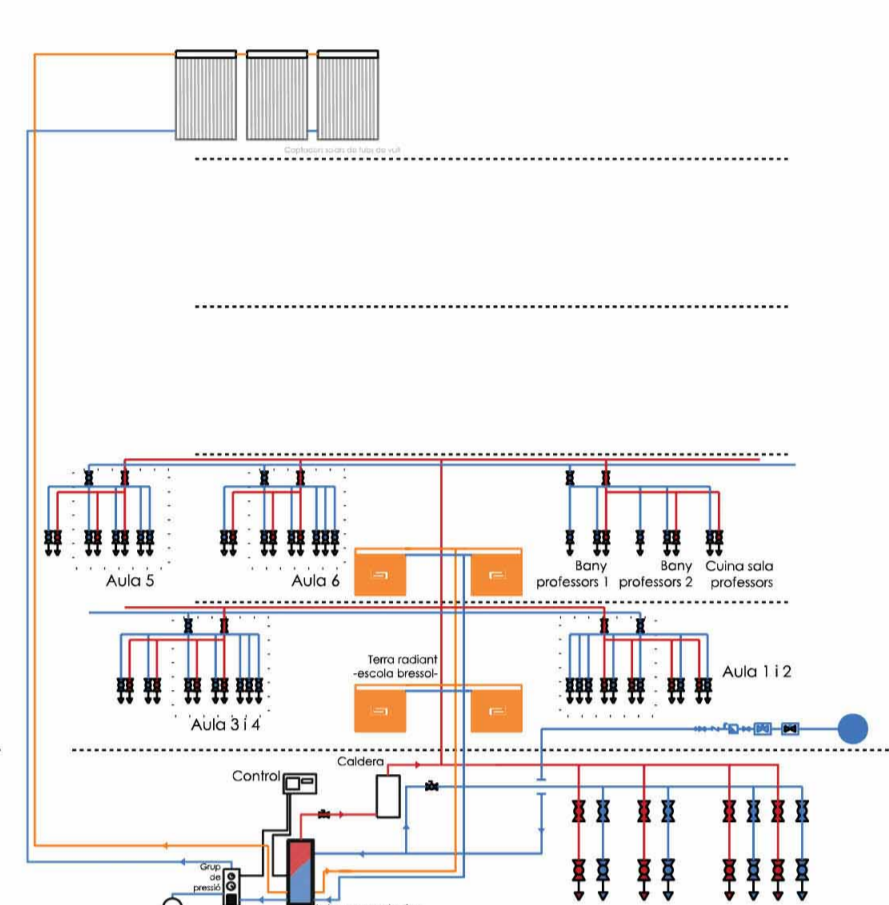 Captadors solars de tubs de vuit
Aula 5
Aula 6
Bany
professors 1
Bany
professors 2
Cuina sala
professors
Terra radiant
-escola bressol-
Aula 1 i 2
Aula 3 i 4
Caldera
Control
Grup
de
pressió